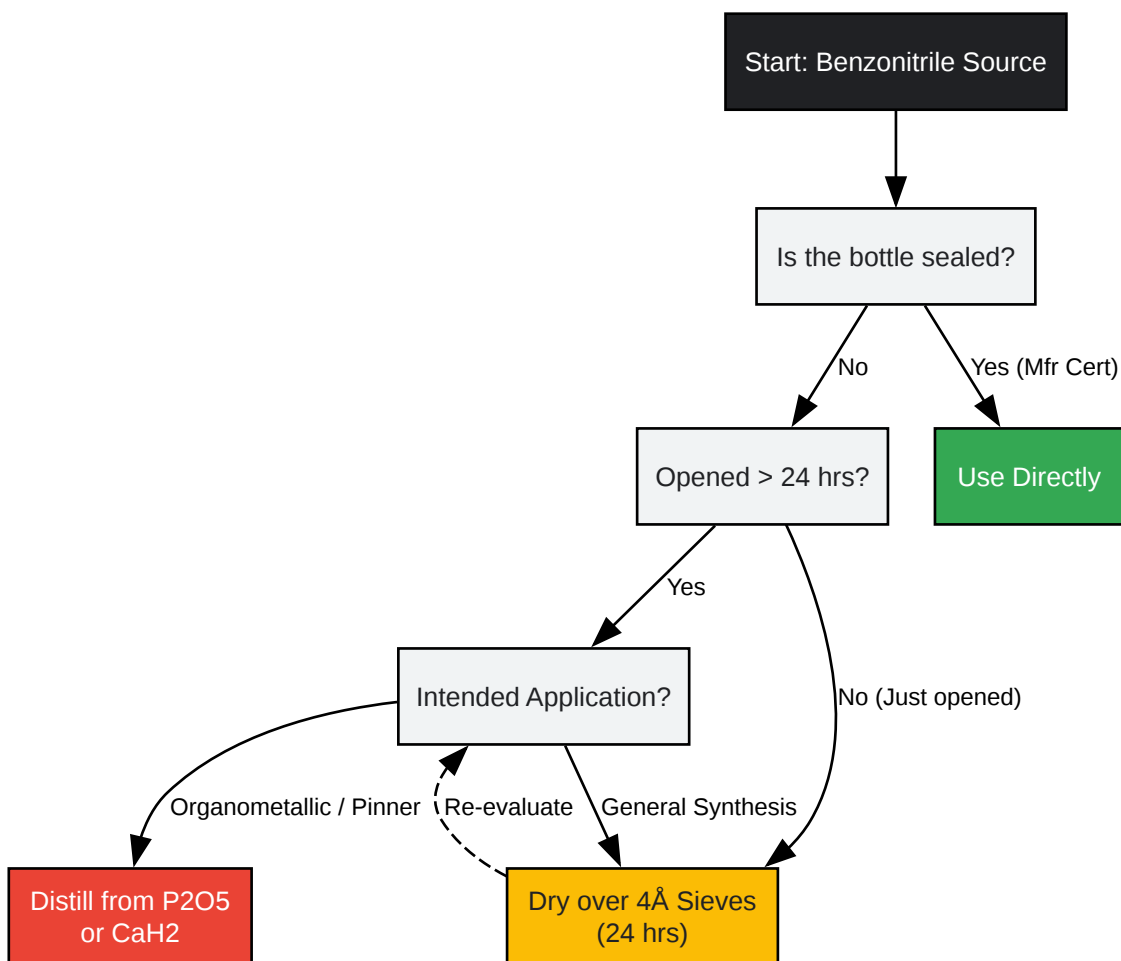 Start: Benzonitrile Source
Is the bottle sealed?
No
Yes (Mfr Cert)
Opened > 24 hrs?
Use Directly
Yes
Intended Application?
No (Just opened)
Organometallic / Pinner
Re-evaluate
General Synthesis
Distill from P2O5
or CaH2
Dry over 4Å Sieves
(24 hrs)